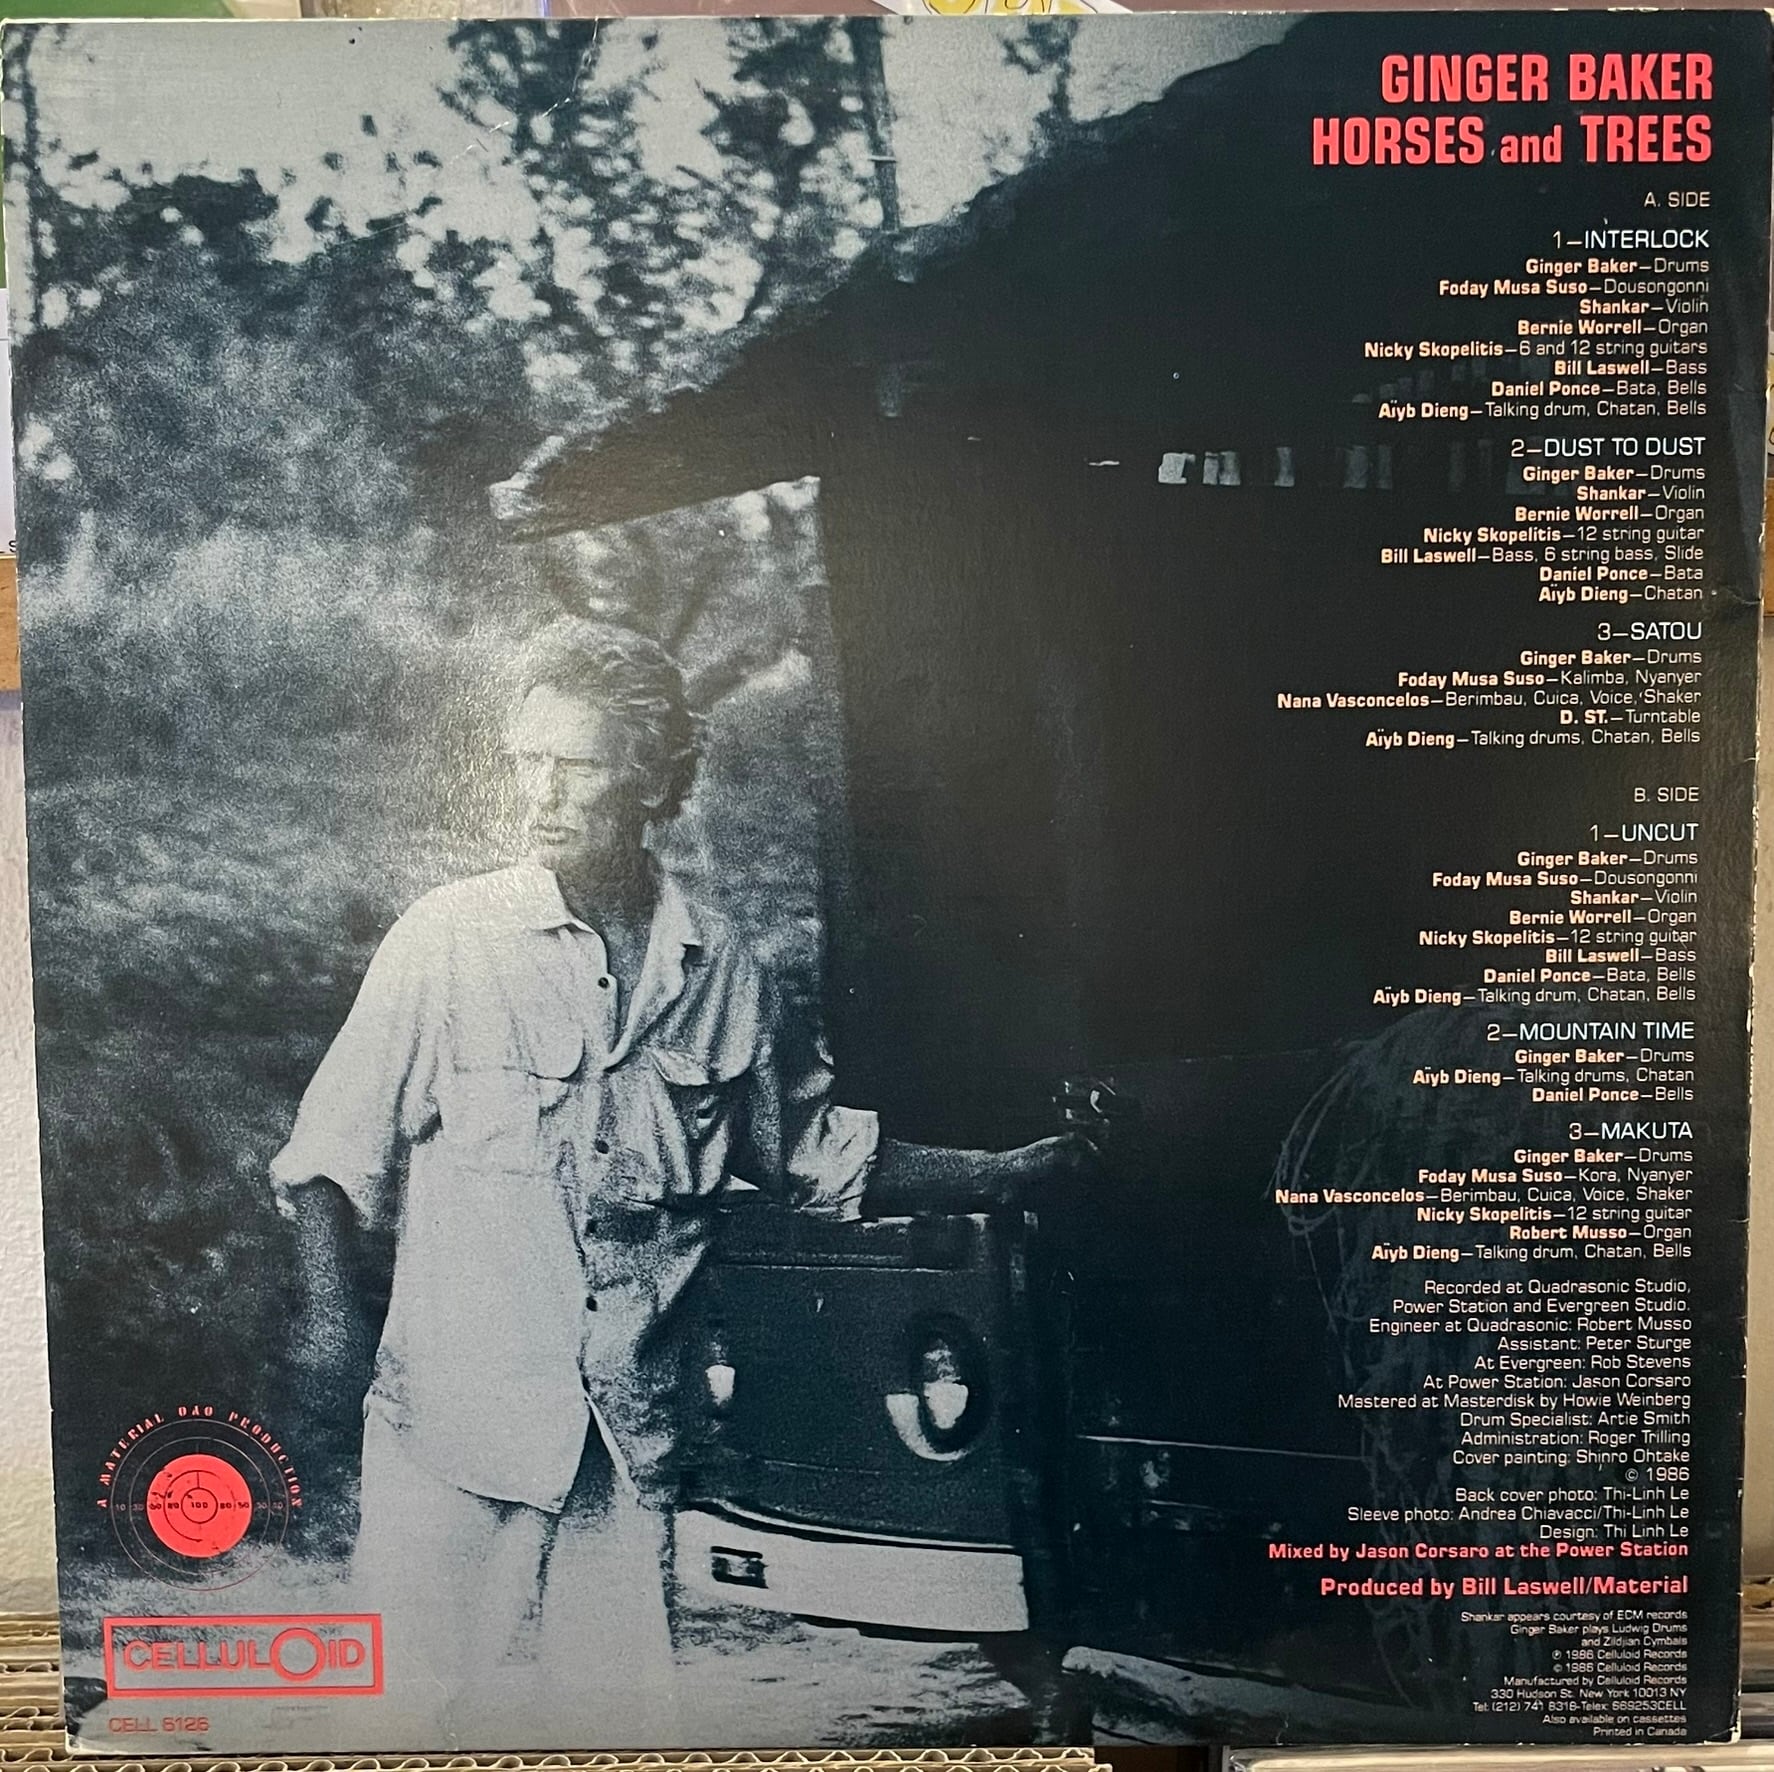 GINGER BAKER
HORSES and TREES
A. SIDE
1–INTERLOCK
Ginger Baker–Drums
Foday Musa Suso–Dousongonni
Shankar–Violin
Bernie Worrell–Organ
Nicky Skopelitis–6 and 12 string guitars
Bill Laswell–Bass
Daniel Ponce–Bata, Bells
Aïyb Dieng–Talking drum, Chatan, Bells
2–DUST TO DUST
Ginger Baker–Drums
Shankar–Violin
Bernie Worrell–Organ
Nicky Skopelitis–12 string guitar
Bill Laswell–Bass, 6 string bass, Slide
Daniel Ponce–Bata
Aïyb Dieng–Chatan
3–SATOU
Ginger Baker–Drums
Foday Musa Suso–Kalimba, Nyanyer
Nana Vasconcelos–Berimbau, Cuica, Voice, Shaker
D. ST.–Turntable
Aïyb Dieng–Talking drums, Chatan, Bells
B. SIDE
1–UNCUT
Ginger Baker–Drums
Foday Musa Suso–Dousongonni
Shankar–Violin
Bernie Worrell–Organ
Nicky Skopelitis–12 string guitar
Bill Laswell–Bass
Daniel Ponce–Bata, Bells
Aïyb Dieng–Talking drum, Chatan, Bells
2–MOUNTAIN TIME
Ginger Baker–Drums
Aïyb Dieng–Talking drums, Chatan
Daniel Ponce–Bells
3–MAKUTA
Ginger Baker–Drums
Foday Musa Suso–Kora, Nyanyer
Nana Vasconcelos–Berimbau, Cuica, Voice, Shaker
Nicky Skopelitis–12 string guitar
Robert Musso–Organ
Aïyb Dieng–Talking drum, Chatan, Bells
Recorded at Quadrasonic Studio,
Power Station and Evergreen Studio.
Engineer at Quadrasonic: Robert Musso
Assistant: Peter Sturge
At Evergreen: Rob Stevens
At Power Station: Jason Corsaro
Mastered at Masterdisk by Howie Weinberg
Drum Specialist: Artie Smith
Administration: Roger Trilling
Cover painting: Shinro Ohtake
© 1986
Back cover photo: Thi-Linh Le
Sleeve photo: Andrea Chiavacci/Thi-Linh Le
Design: Thi Linh Le
Mixed by Jason Corsaro at the Power Station
Produced by Bill Laswell/Material
Shankar appears courtesy of ECM records
Ginger Baker plays Ludwig Drums
and Zildjian Cymbals
℗ 1986 Celluloid Records
© 1986 Celluloid Records
Manufactured by Celluloid Records
330 Hudson St. New York 10013 NY
Tel: (212) 741 8316-Telex: 669253CELL
Also available on cassettes
Printed in Canada
A MATERIAL OAO PRODUCTION
100
CELLULOID
CELL 6126